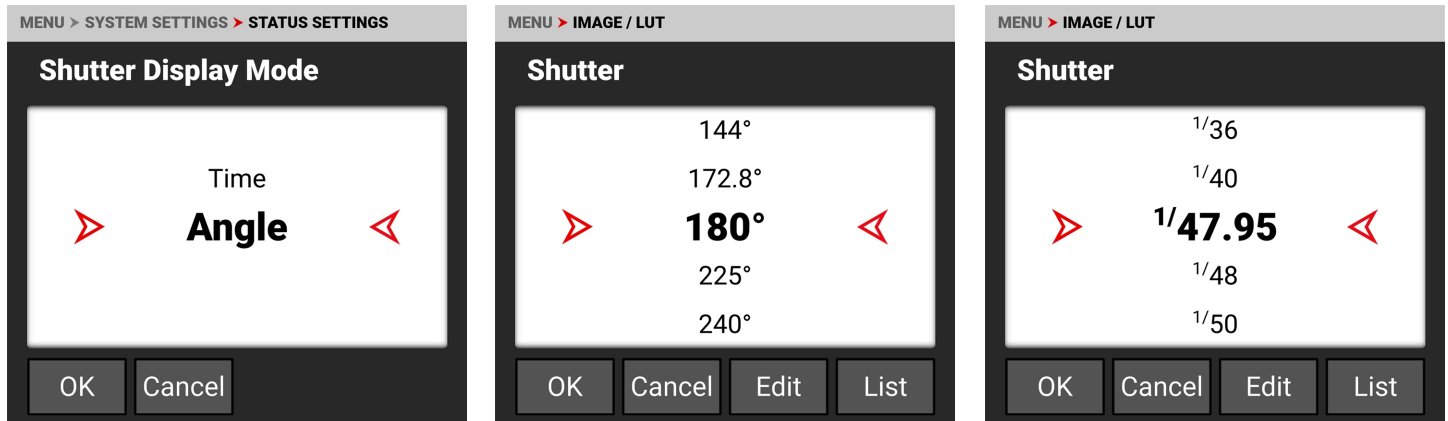 MENU > SYSTEM SETTINGS > STATUS SETTINGS
Shutter Display Mode
Time
Angle
OK
Cancel
MENU > IMAGE / LUT
Shutter
144°
172.8°
180°
225°
240°
OK
Cancel
Edit
List
MENU > IMAGE / LUT
Shutter
1/36
1/40
1/47.95
1/48
1/50
OK
Cancel
Edit
List